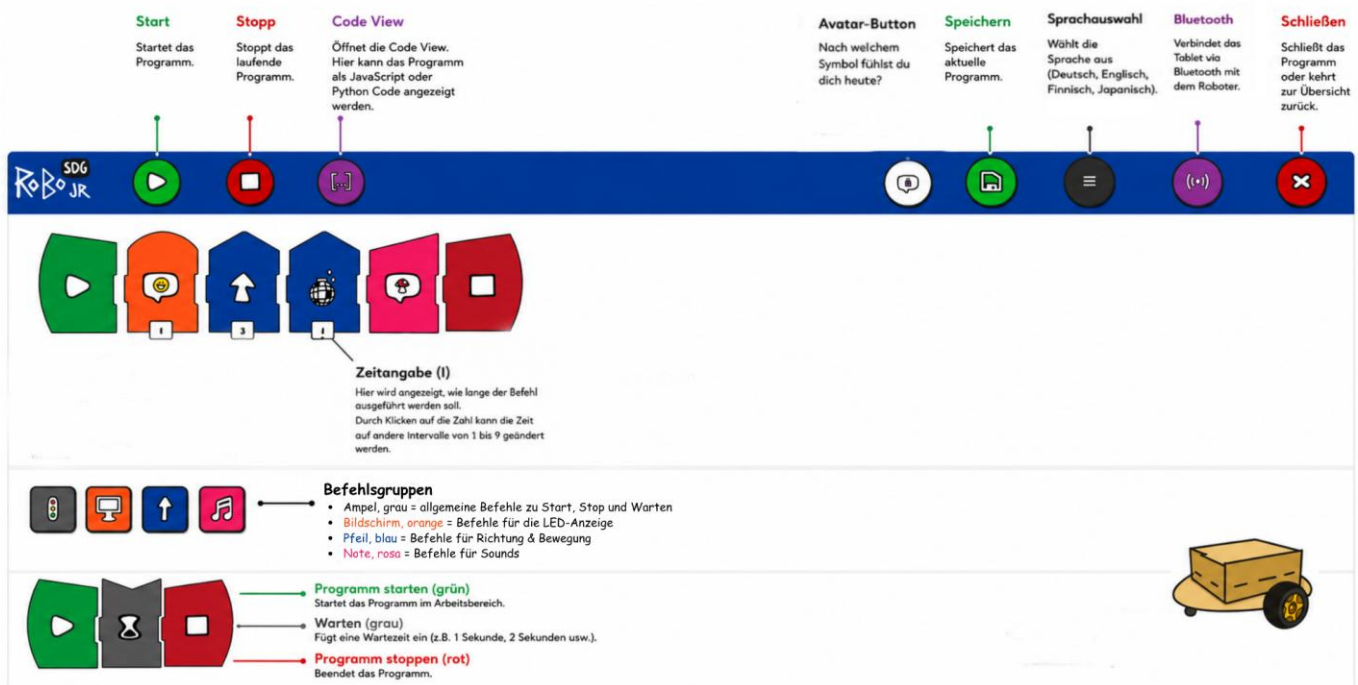 Start
Startet das
Programm.
Stopp
Stoppt das
laufende
Programm.
Code View
Öffnet die Code View.
Hier kann das Programm
als JavaScript oder
Python Code angezeigt
werden.
Avatar-Button
Nach welchem
Symbol fühlst du
dich heute?
Speichern
Speichert das
aktuelle
Programm.
Sprachauswahl
Wählt die
Sprache aus
(Deutsch, Englisch,
Finnisch, Japanisch).
Bluetooth
Verbindet das
Tablet via
Bluetooth mit
dem Roboter.
Schließen
Schließt das
Programm
oder kehrt
zur Übersicht
zurück.
RoBo SDG
JR
[...]
1
3
1
Zeitangabe (1)
Hier wird angezeigt, wie lange der Befehl
ausgeführt werden soll.
Durch Klicken auf die Zahl kann die Zeit
auf andere Intervalle von 1 bis 9 geändert
werden.
Befehlsgruppen
• Ampel, grau = allgemeine Befehle zu Start, Stop und Warten
• Bildschirm, orange = Befehle für die LED-Anzeige
• Pfeil, blau = Befehle für Richtung & Bewegung
• Note, rosa = Befehle für Sounds
Programm starten (grün)
Startet das Programm im Arbeitsbereich.
Warten (grau)
Fügt eine Wartezeit ein (z.B. 1 Sekunde, 2 Sekunden usw.).
Programm stoppen (rot)
Beendet das Programm.